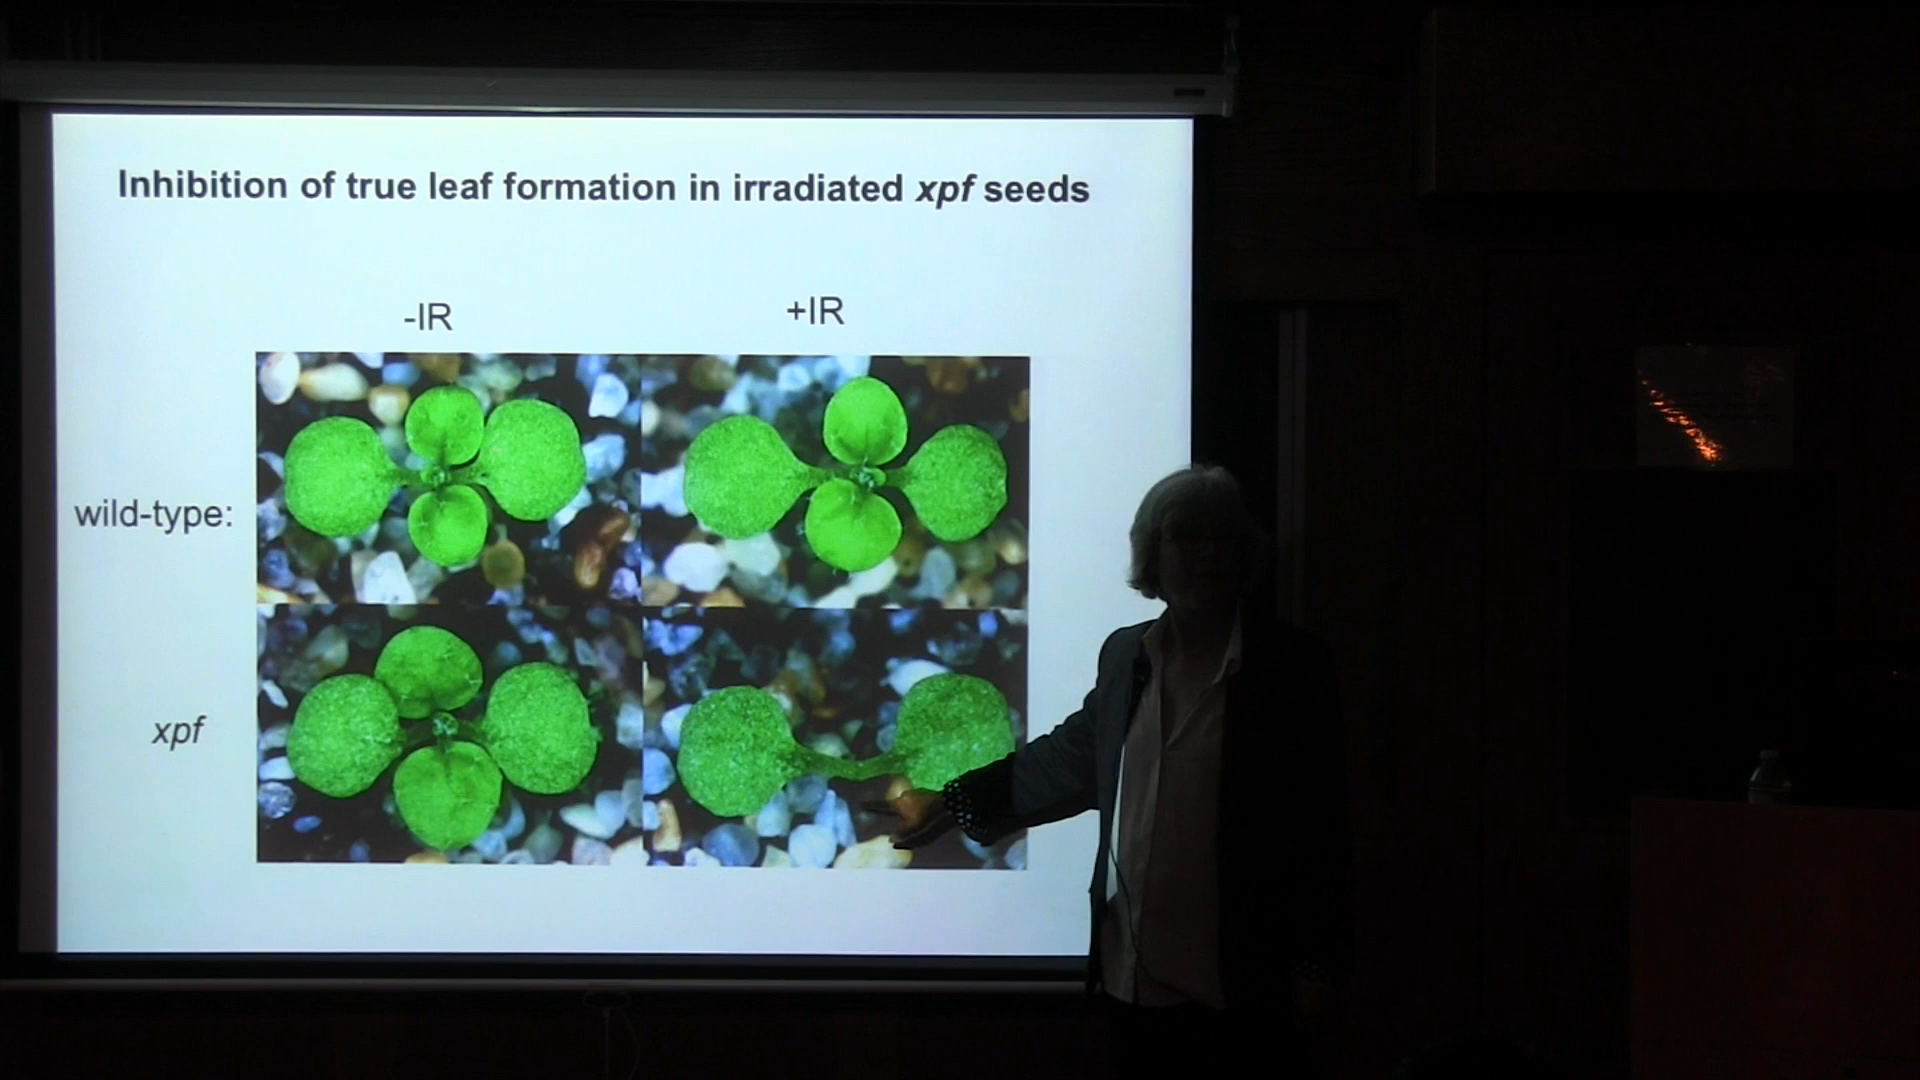 Inhibition of true leaf formation in irradiated xpf seeds
-IR
+IR
wild-type:
xpf